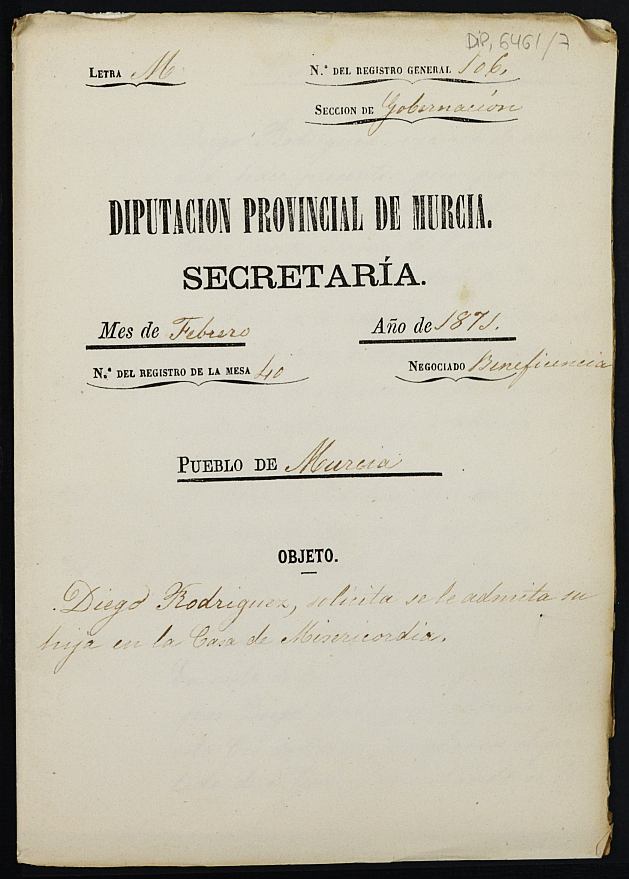 DIP, 6461/7
LETRA M N.º DEL REGISTRO GENERAL 106.
SECCION DE Gobernación
DIPUTACION PROVINCIAL DE MURCIA.
SECRETARÍA.
Mes de Febrero Año de 1871.
N.º DEL REGISTRO DE LA MESA 40 NEGOCIADO Beneficencia
PUEBLO DE Murcia
OBJETO.
Diego Rodriguez, solicita se le admita su
hija en la Casa de Misericordia.